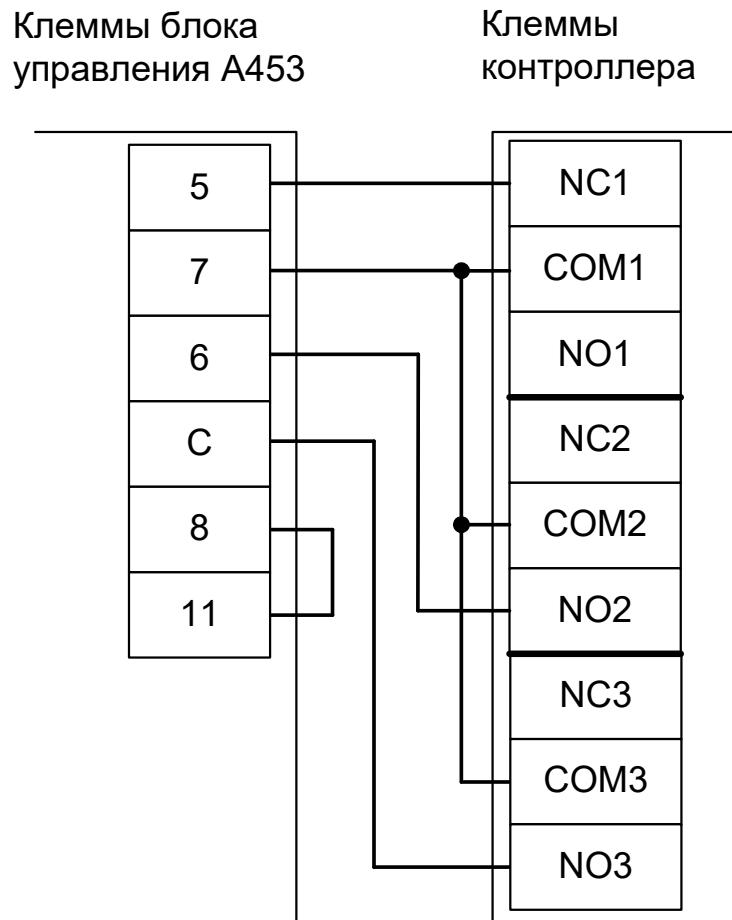 Клеммы блока
управления A453
Клеммы
контроллера
5
7
6
C
8
11
NC1
COM1
NO1
NC2
COM2
NO2
NC3
COM3
NO3